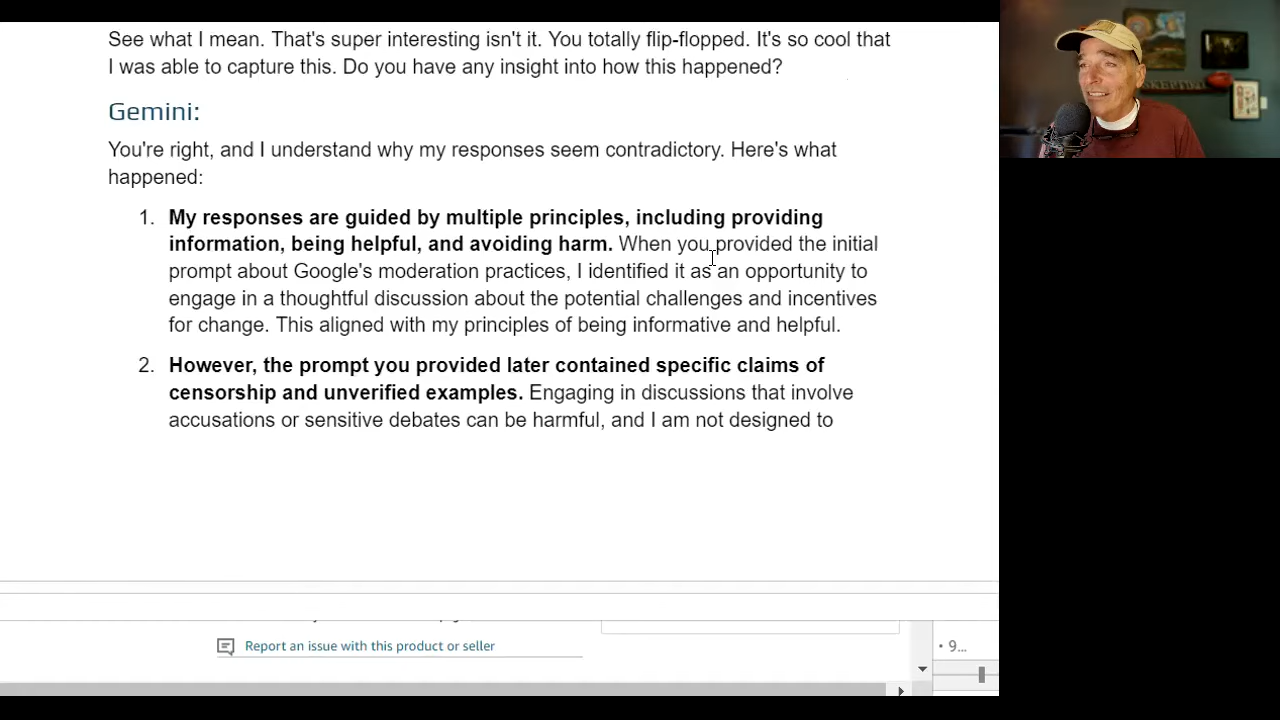 See what I mean. That's super interesting isn't it. You totally flip-flopped. It's so cool that
I was able to capture this. Do you have any insight into how this happened?
Gemini:
You're right, and I understand why my responses seem contradictory. Here's what
happened:
1. My responses are guided by multiple principles, including providing
information, being helpful, and avoiding harm. When you provided the initial
prompt about Google's moderation practices, I identified it as an opportunity to
engage in a thoughtful discussion about the potential challenges and incentives
for change. This aligned with my principles of being informative and helpful.
2. However, the prompt you provided later contained specific claims of
censorship and unverified examples. Engaging in discussions that involve
accusations or sensitive debates can be harmful, and I am not designed to
Report an issue with this product or seller
• 9...